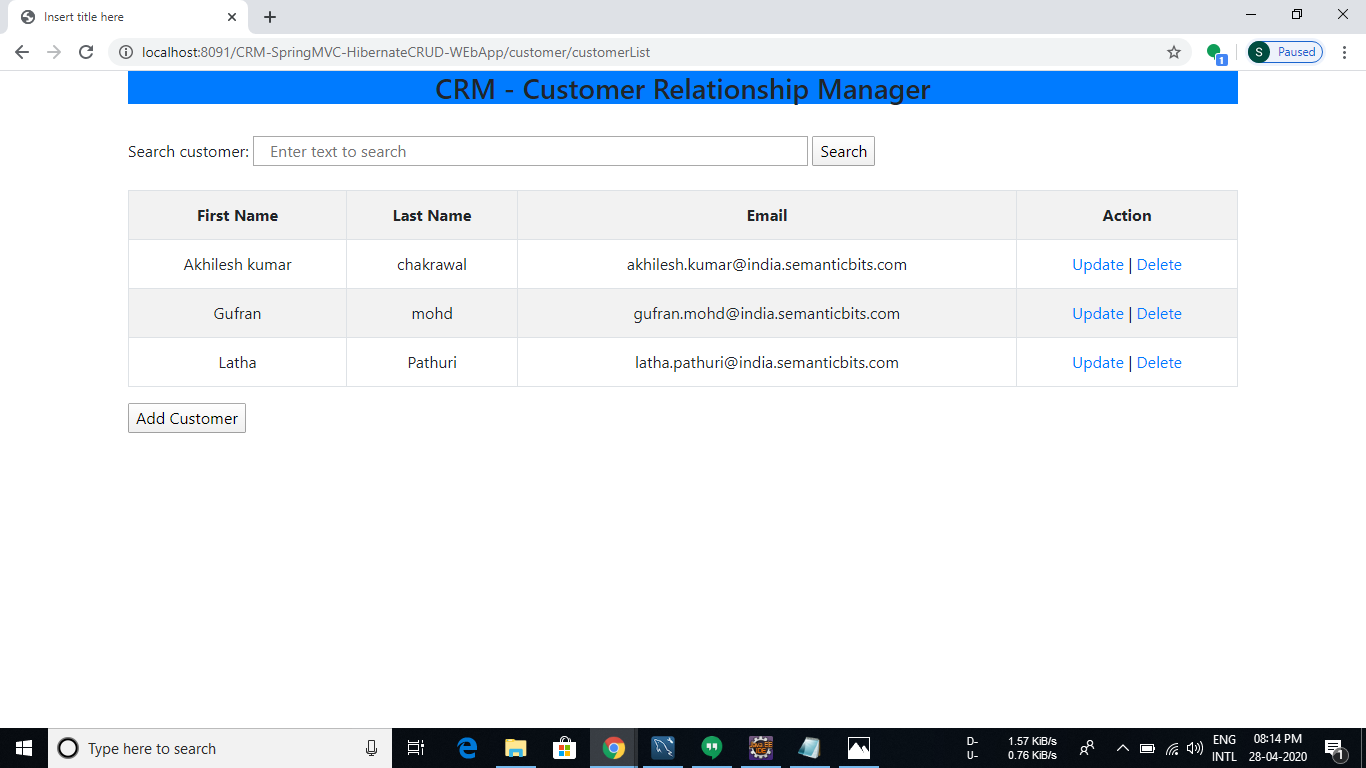 Insert title here
localhost:8091/CRM-SpringMVC-HibernateCRUD-WEbApp/customer/customerList
S Paused
1
CRM - Customer Relationship Manager
Search customer: Enter text to search Search
First Name Last Name Email Action
Akhilesh kumar chakrawal akhilesh.kumar@india.semanticbits.com Update | Delete
Gufran mohd gufran.mohd@india.semanticbits.com Update | Delete
Latha Pathuri latha.pathuri@india.semanticbits.com Update | Delete
Add Customer
Type here to search
JAVA EE
IDE
D- 1.57 KiB/s
U- 0.76 KiB/s
ENG
INTL
08:14 PM
28-04-2020
1